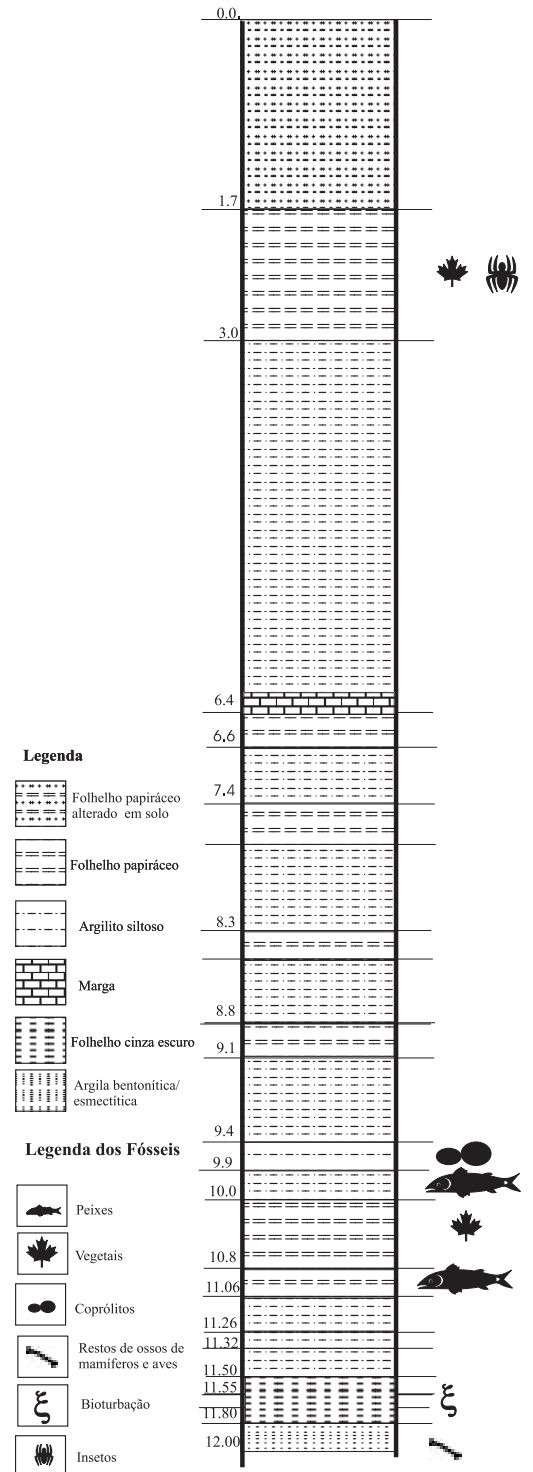 0.0.
1.7
3.0
6.4
6.6
7.4
8.3
8.8
9.1
9.4
9.9
10.0
10.8
11.06
11.26
11.32
11.50
11.55
11.80
12.00
Legenda
Folhelho papiráceo
alterado em solo
Folhelho papiráceo
Argilito siltoso
Marga
Folhelho cinza escuro
Argila bentonítica/
esmectítica
Legenda dos Fósseis
Peixes
Vegetais
Coprólitos
Restos de ossos de
mamíferos e aves
ξ Bioturbação
Insetos
ξ